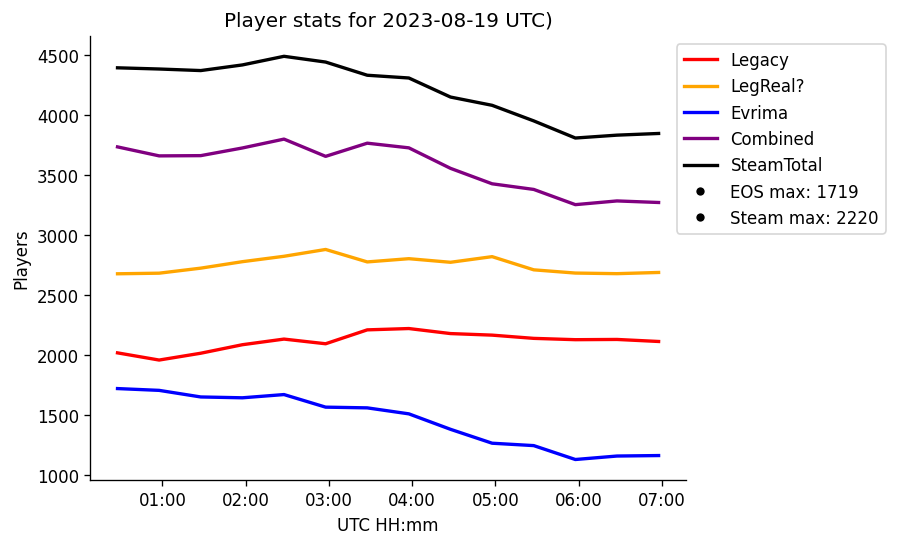 Player stats for 2023-08-19 UTC)
Legacy
LegReal?
Evrima
Combined
SteamTotal
EOS max: 1719
Steam max: 2220
Players
4500
4000
3500
3000
2500
2000
1500
1000
01:00 02:00 03:00 04:00 05:00 06:00 07:00
UTC HH:mm